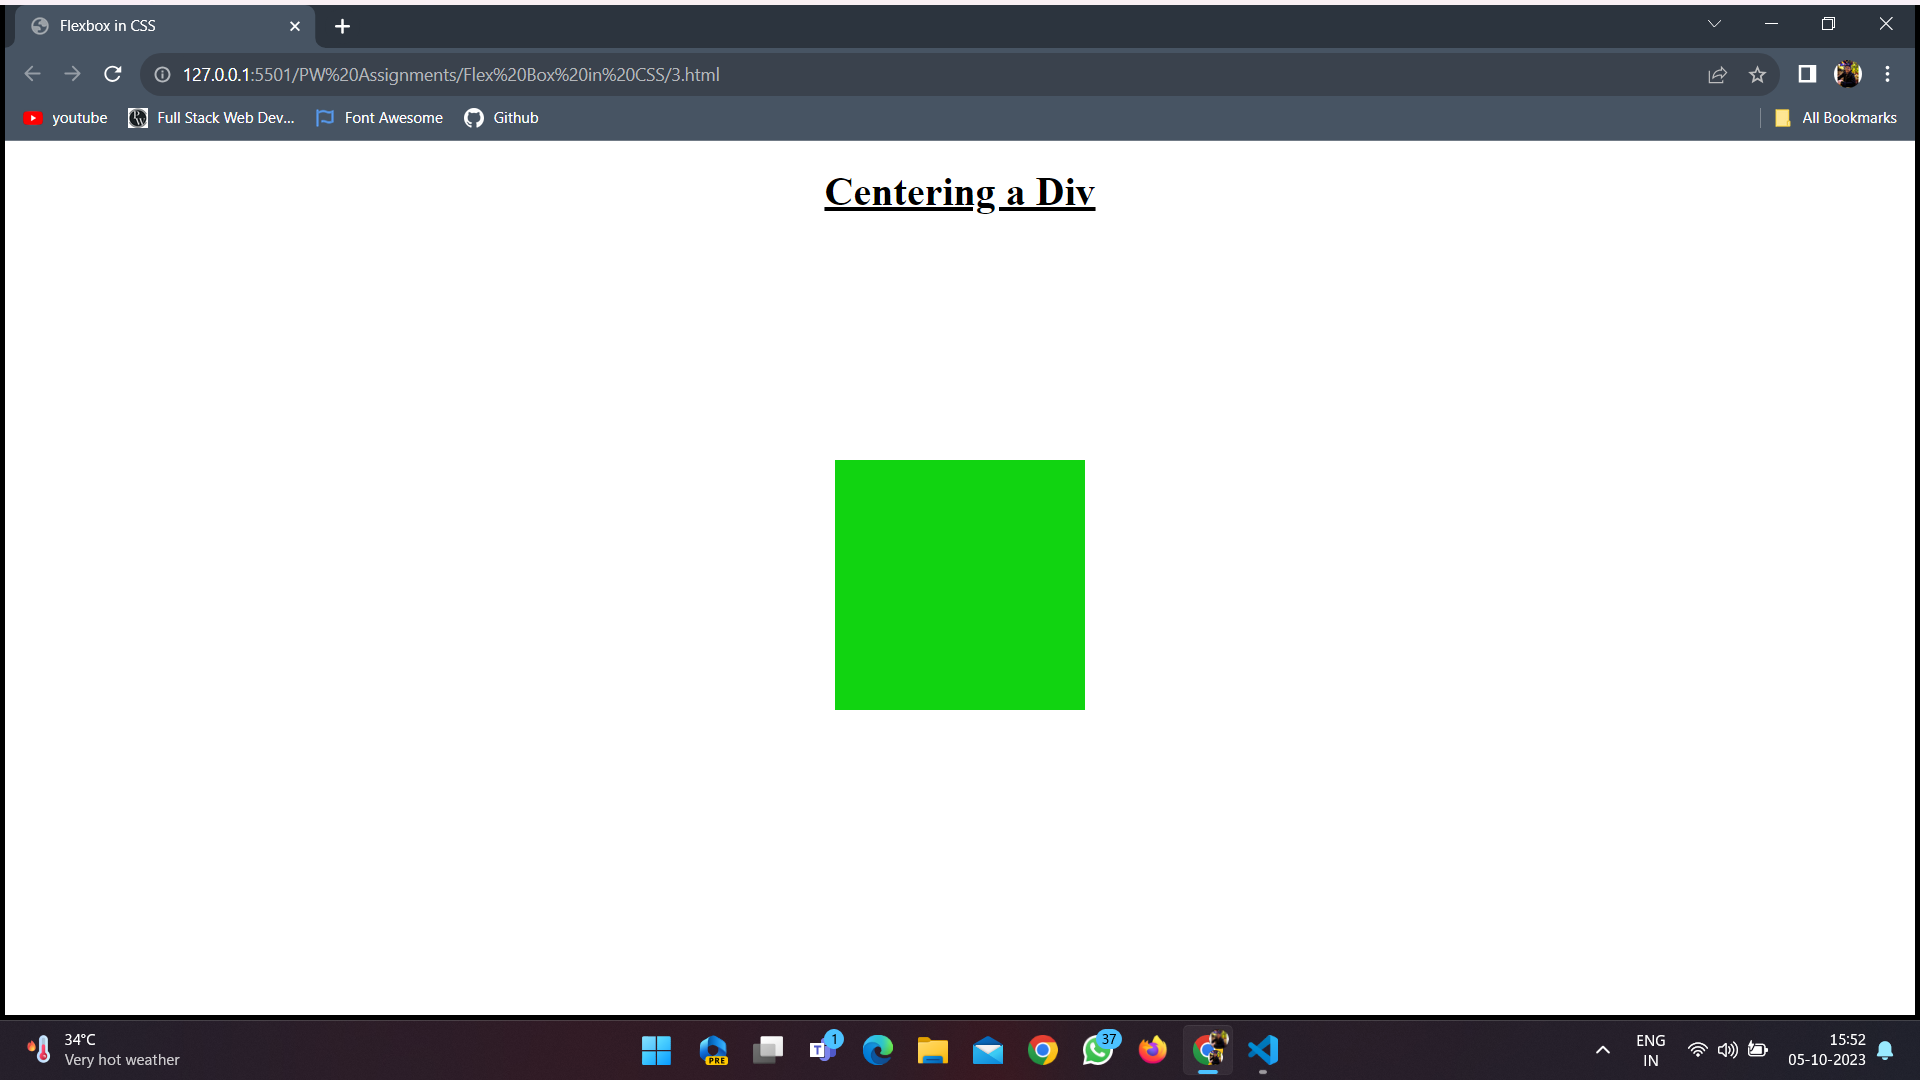 Flexbox in CSS
127.0.0.1:5501/PW%20Assignments/Flex%20Box%20in%20CSS/3.html
youtube Full Stack Web Dev... Font Awesome Github All Bookmarks
Centering a Div
34°C
Very hot weather
PRE
T 1
37
ENG
IN
15:52
05-10-2023